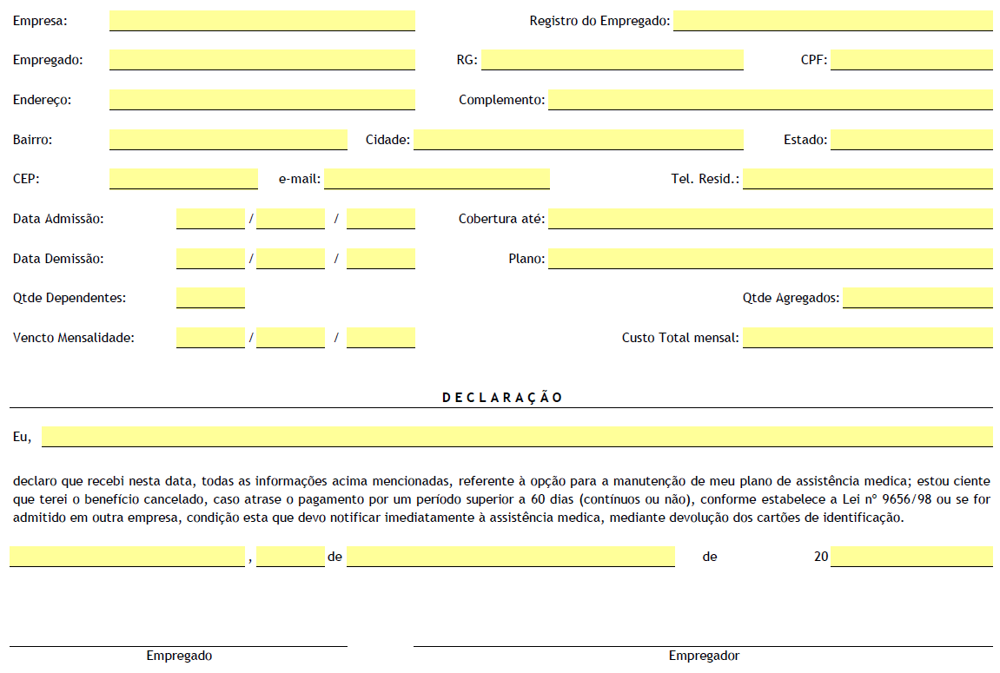 Empresa: Registro do Empregado:
Empregado: RG: CPF:
Endereço: Complemento:
Bairro: Cidade: Estado:
CEP: e-mail: Tel. Resid.:
Data Admissão: / / Cobertura até:
Data Demissão: / / Plano:
Qtde Dependentes: Qtde Agregados:
Vencto Mensalidade: / / Custo Total mensal:
DECLARAÇÃO
Eu,
declaro que recebi nesta data, todas as informações acima mencionadas, referente à opção para a manutenção de meu plano de assistência medica; estou ciente
que terei o benefício cancelado, caso atrase o pagamento por um período superior a 60 dias (contínuos ou não), conforme estabelece a Lei nº 9656/98 ou se for
admitido em outra empresa, condição esta que devo notificar imediatamente à assistência medica, mediante devolução dos cartões de identificação.
, de de 20
Empregado Empregador